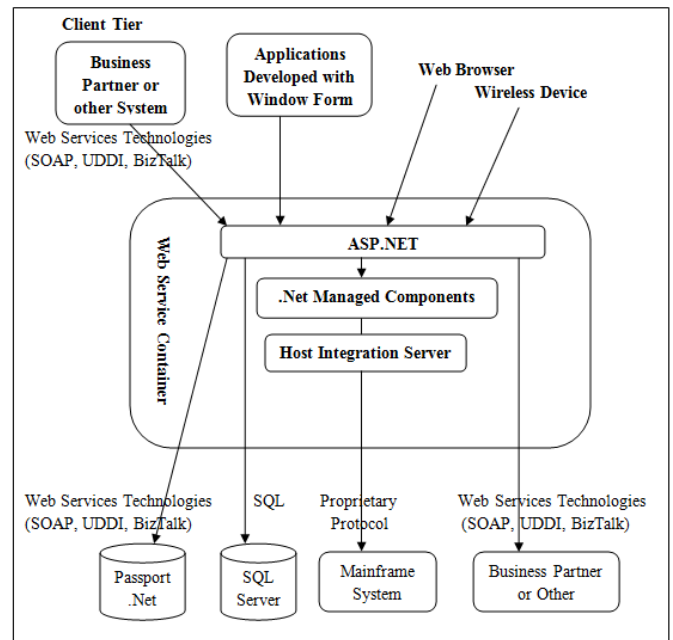 Client Tier
Business
Partner or
other System
Applications
Developed with
Window Form
Web Browser
Wireless Device
Web Services Technologies
(SOAP, UDDI, BizTalk)
Web Service Container
ASP.NET
.Net Managed Components
Host Integration Server
Web Services Technologies
(SOAP, UDDI, BizTalk)
SQL
Proprietary
Protocol
Web Services Technologies
(SOAP, UDDI, BizTalk)
Passport
.Net
SQL
Server
Mainframe
System
Business Partner
or Other